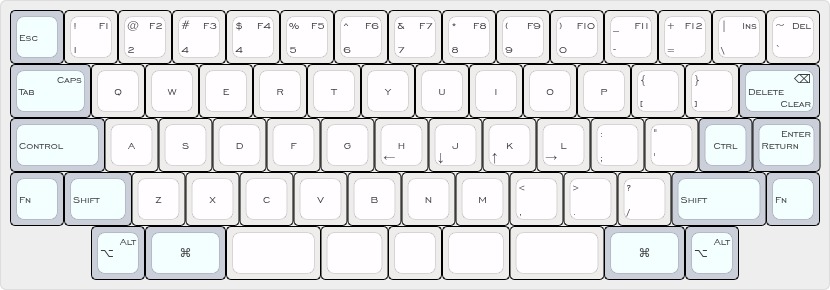 Esc ! F1 1 @ F2 2 # F3 4 $ F4 4 % F5 5 ^ F6 6 & F7 7 * F8 8 ( F9 9 ) F10 0 _ F11 - + F12 = | Ins \ ~ Del `
Caps Tab Q W E R T Y U I O P { [ } ] ⌫ Delete Clear
Control A S D F G H ← J ↓ K ↑ L → : ; " ' Ctrl Enter Return
Fn Shift Z X C V B N M < , > . ? / Shift Fn
Alt ⌥ ⌘ ⌘ Alt ⌥